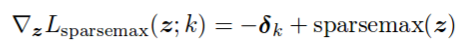 ∇_z L_sparsemax(z; k) = −δ_k + sparsemax(z)